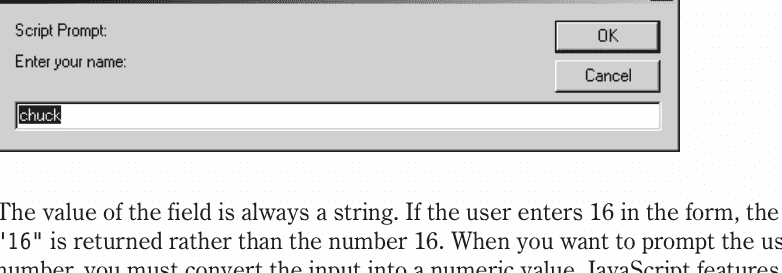 Script Prompt:
OK
Enter your name:
Cancel
chuck
The value of the field is always a string. If the user enters 16 in the form, the
"16" is returned rather than the number 16. When you want to prompt the us
number, you must convert the input into a numeric value. JavaScript features